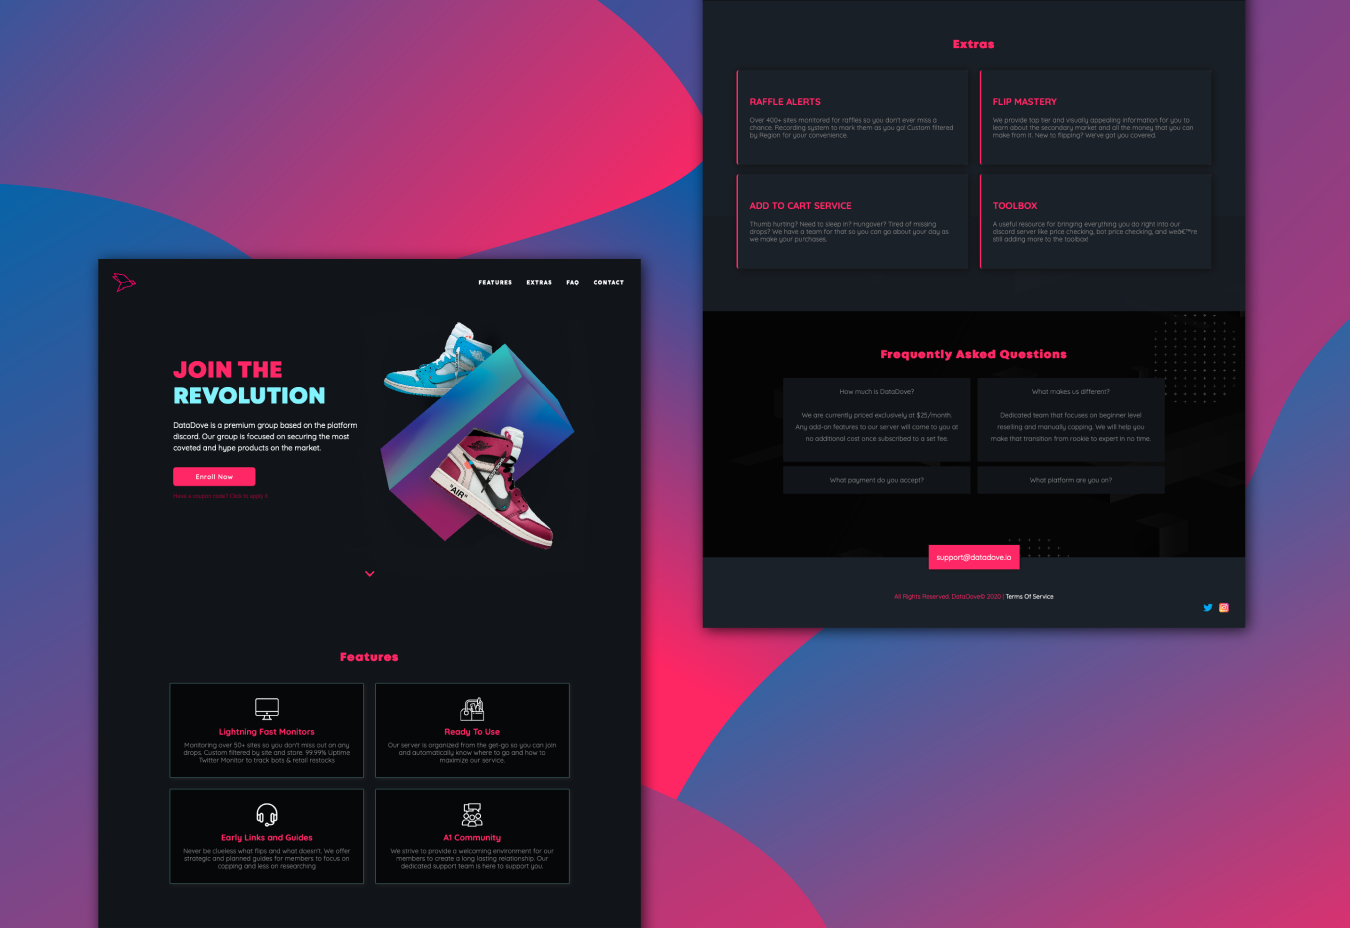 FEATURES EXTRAS FAQ CONTACT
JOIN THE
REVOLUTION
DataDove is a premium group based on the platform
discord. Our group is focused on securing the most
coveted and hype products on the market.
Enroll Now
Have a coupon code? Click to apply it
"AIR"
Features
Lightning Fast Monitors
Monitoring over 50+ sites so you don't miss out on any
drops. Custom filtered by site and store, 99.99% Uptime
Twitter Monitor to track bots & retail restocks
Ready To Use
Our server is organized from the get-go so you can join
and automatically know where to go and how to
maximize our service.
Early Links and Guides
Never be clueless what flips and what doesn't. We offer
strategic and planned guides for members to focus on
copping and less on researching
A1 Community
We strive to provide a welcoming environment for our
members to create a long lasting relationship. Our
dedicated support team is here to support you.
Extras
RAFFLE ALERTS
Over 400+ sites monitored for raffles so you don't ever miss a
chance. Recording system to mark them as you go! Custom filtered
by Region for your convenience.
FLIP MASTERY
We provide top tier and visually appealing information for you to
learn about the secondary market and all the money that you can
make from it. New to flipping? We've got you covered.
ADD TO CART SERVICE
Thumb hurting? Need to sleep in? Hungover? Tired of missing
drops? We have a team for that so you can go about your day as
we make your purchases.
TOOLBOX
A useful resource for bringing everything you do right into our
discord server like price checking, bot price checking, and weâ€™re
still adding more to the toolbox!
Frequently Asked Questions
How much is DataDove?
We are currently priced exclusively at $25/month.
Any add-on features to our server will come to you at
no additional cost once subscribed to a set fee.
What makes us different?
Dedicated team that focuses on beginner level
reselling and manually copping. We will help you
make that transition from rookie to expert in no time.
What payment do you accept?
What platform are you on?
support@datadove.io
All Rights Reserved. DataDove© 2020 | Terms Of Service